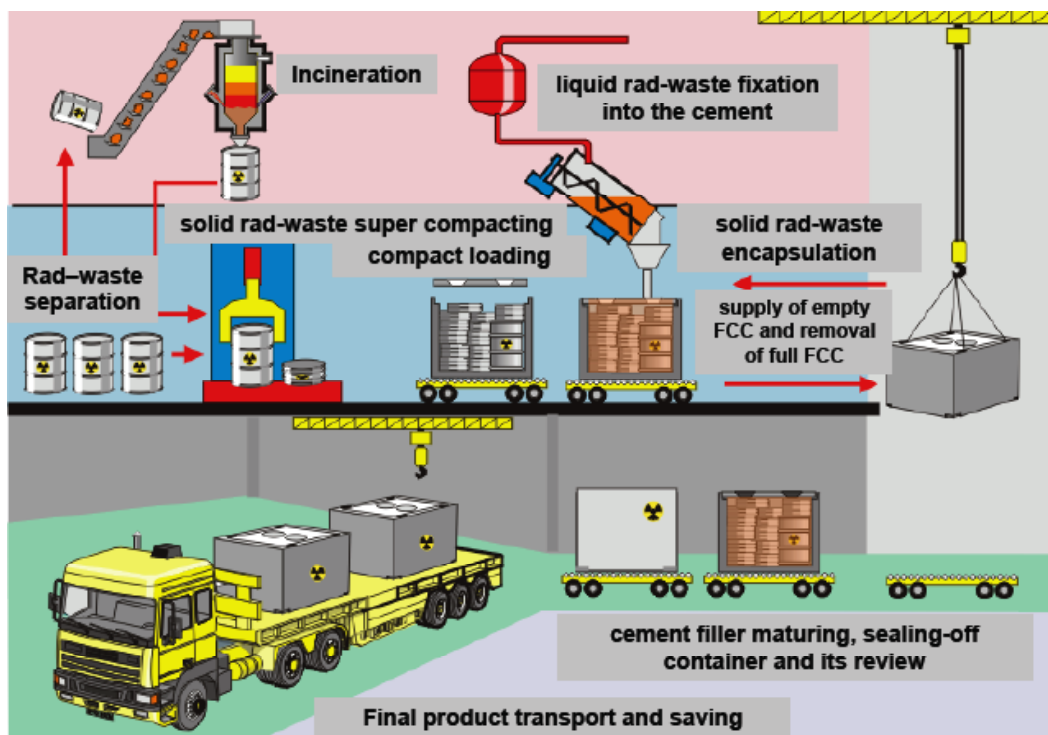 Incineration
liquid rad-waste fixation
into the cement
solid rad-waste super compacting
compact loading
solid rad-waste
encapsulation
Rad–waste
separation
supply of empty
FCC and removal
of full FCC
cement filler maturing, sealing-off
container and its review
Final product transport and saving